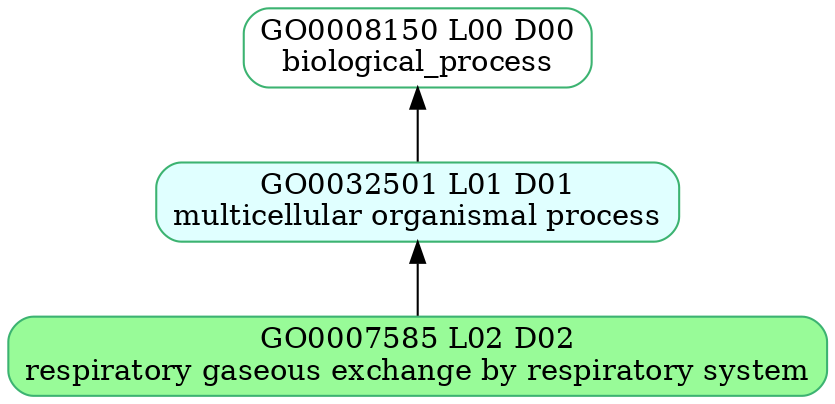 GO0008150 L00 D00
biological_process
GO0032501 L01 D01
multicellular organismal process
GO0007585 L02 D02
respiratory gaseous exchange by respiratory system